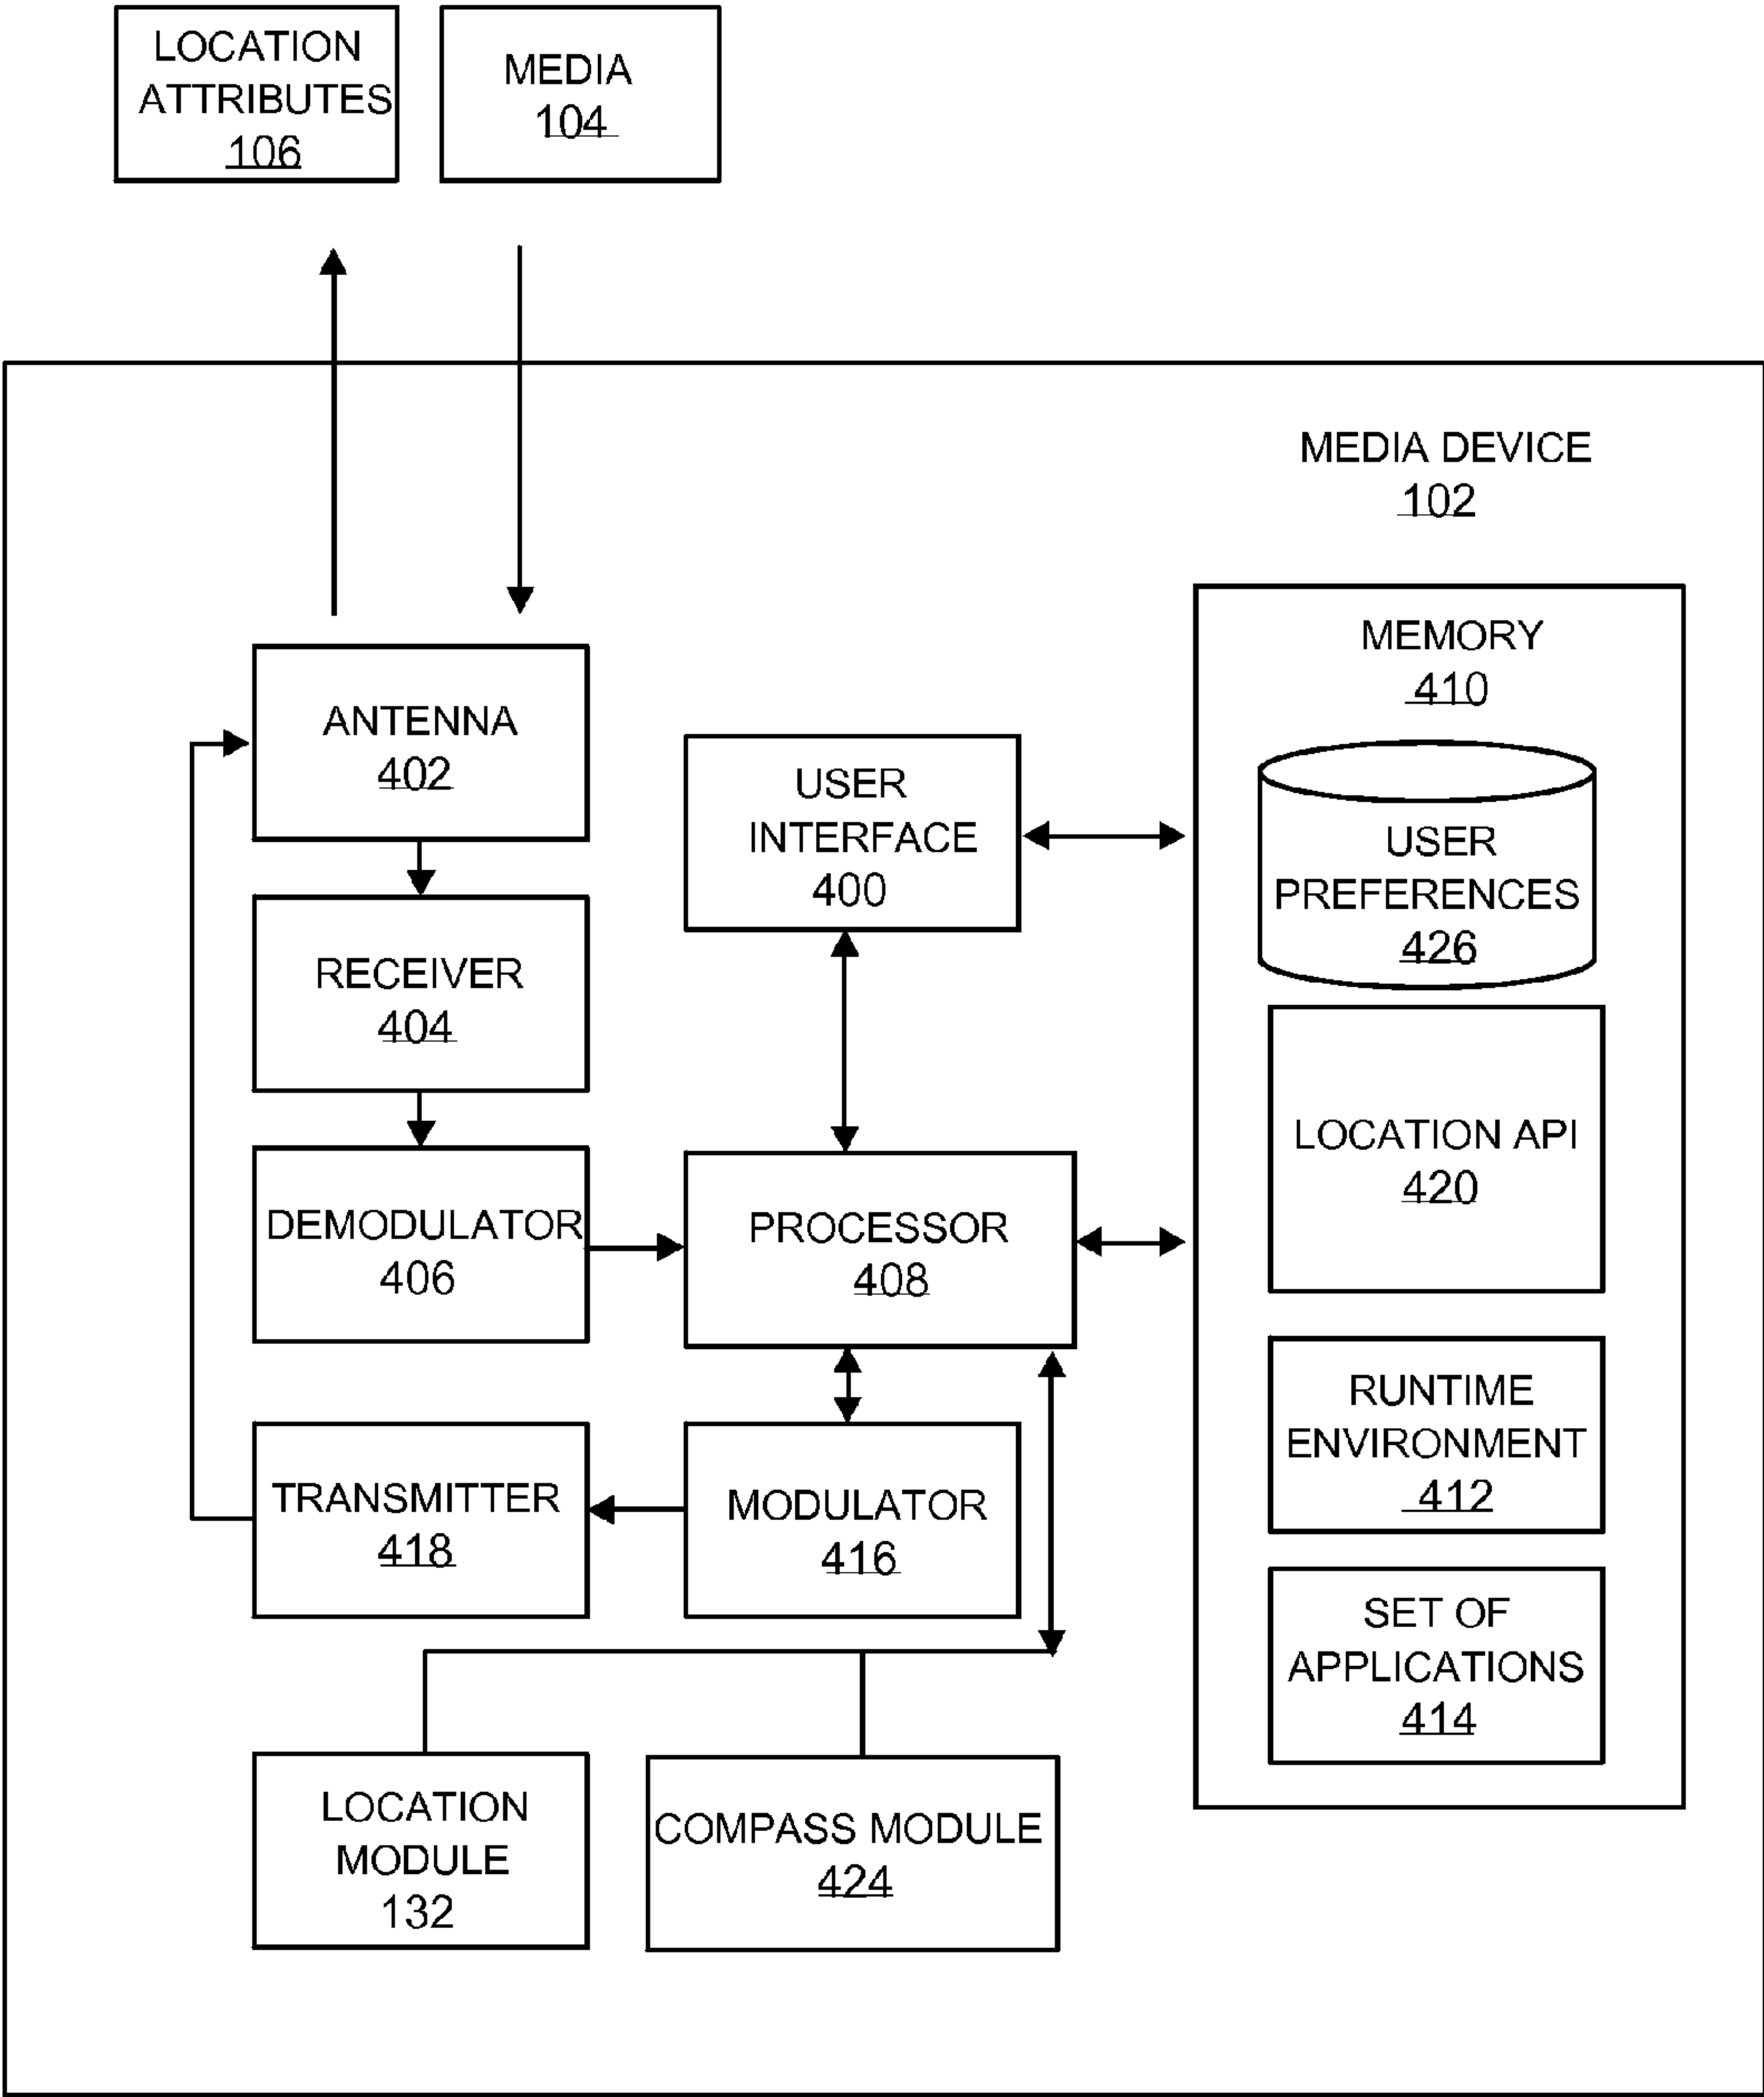 LOCATION
ATTRIBUTES
106
MEDIA
104
MEDIA DEVICE
102
ANTENNA
402
RECEIVER
404
DEMODULATOR
406
TRANSMITTER
418
USER
INTERFACE
400
PROCESSOR
408
MODULATOR
416
LOCATION
MODULE
132
COMPASS MODULE
424
MEMORY
410
USER
PREFERENCES
426
LOCATION API
420
RUNTIME
ENVIRONMENT
412
SET OF
APPLICATIONS
414